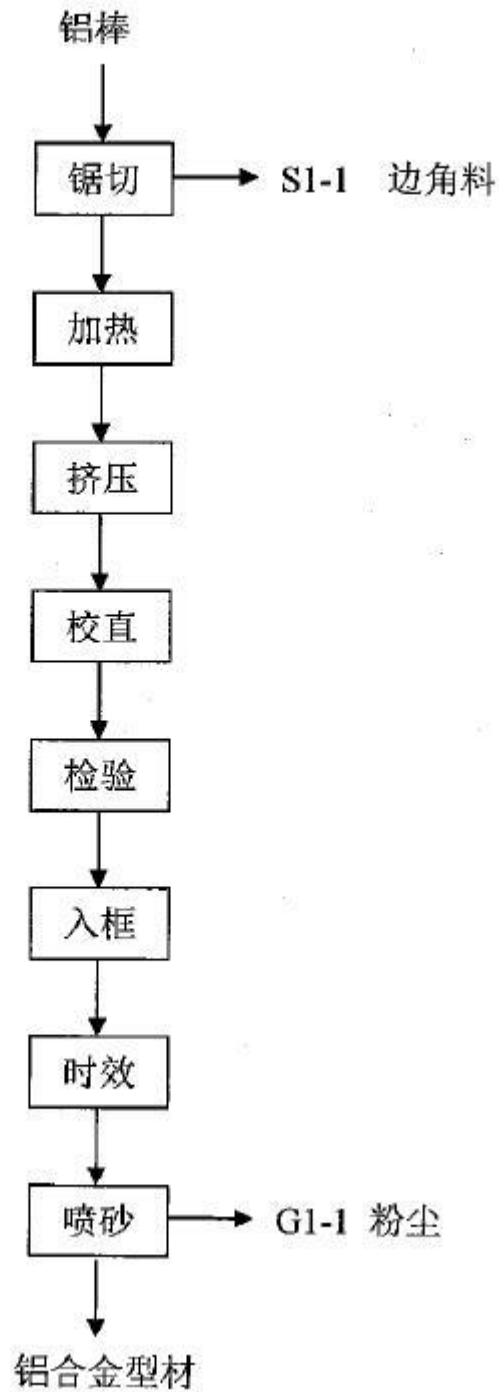 铝棒
锯切 S1-1 边角料
加热
挤压
校直
检验
入框
时效
喷砂 G1-1 粉尘
铝合金型材